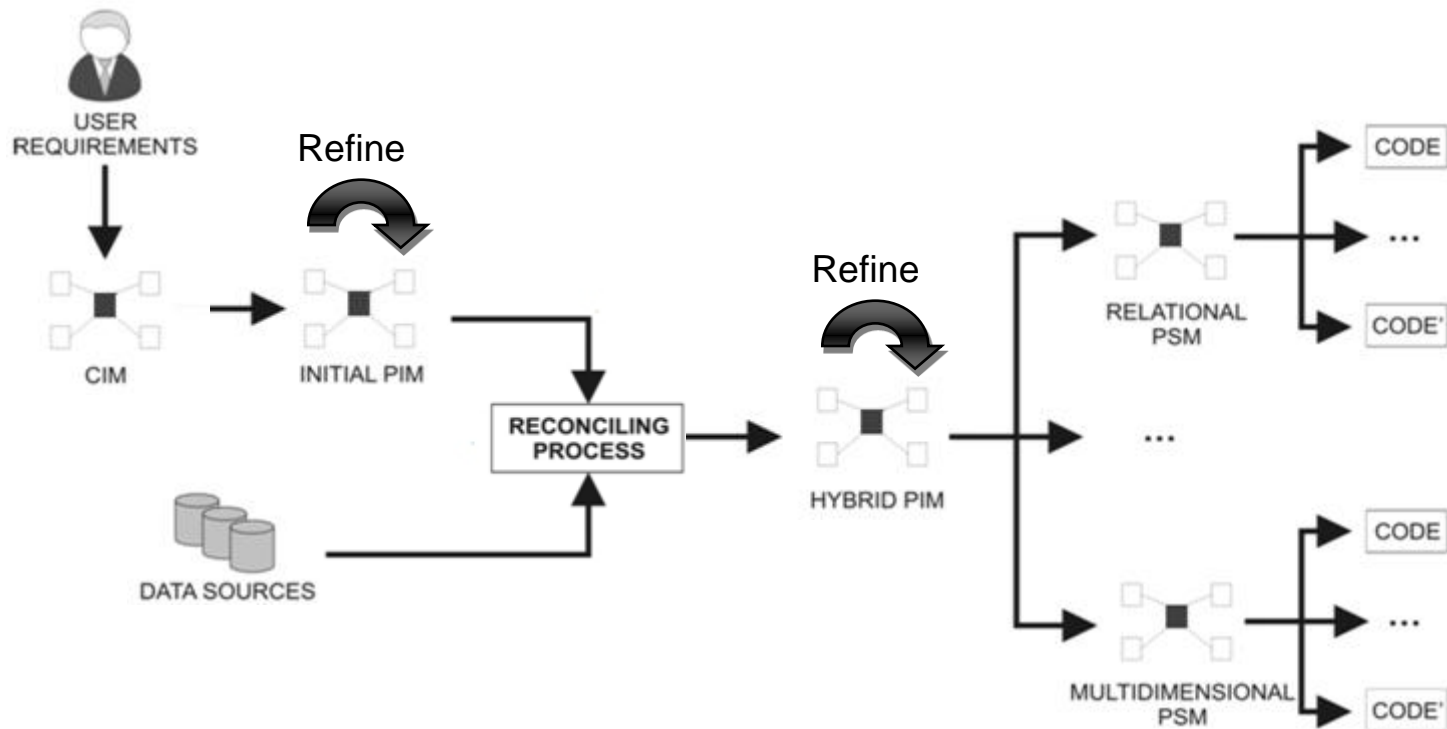 USER
REQUIREMENTS
Refine
CIM
INITIAL PIM
DATA SOURCES
RECONCILING
PROCESS
Refine
HYBRID PIM
RELATIONAL
PSM
...
MULTIDIMENSIONAL
PSM
CODE
...
CODE'
CODE
...
CODE'